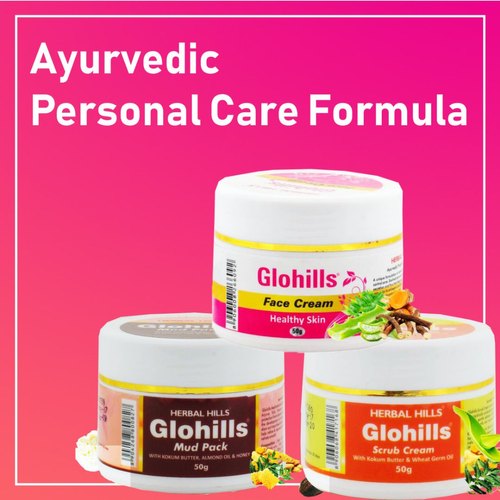 Ayurvedic
Personal Care Formula
Glohills®
Face Cream
Healthy Skin
50g
HERBAL HILLS®
Glohills®
Mud Pack
WITH KOKUM BUTTER, ALMOND OIL & HONEY
50g
HERBAL HILLS®
Glohills®
Scrub Cream
With Kokum Butter & Wheat Germ Oil
50g